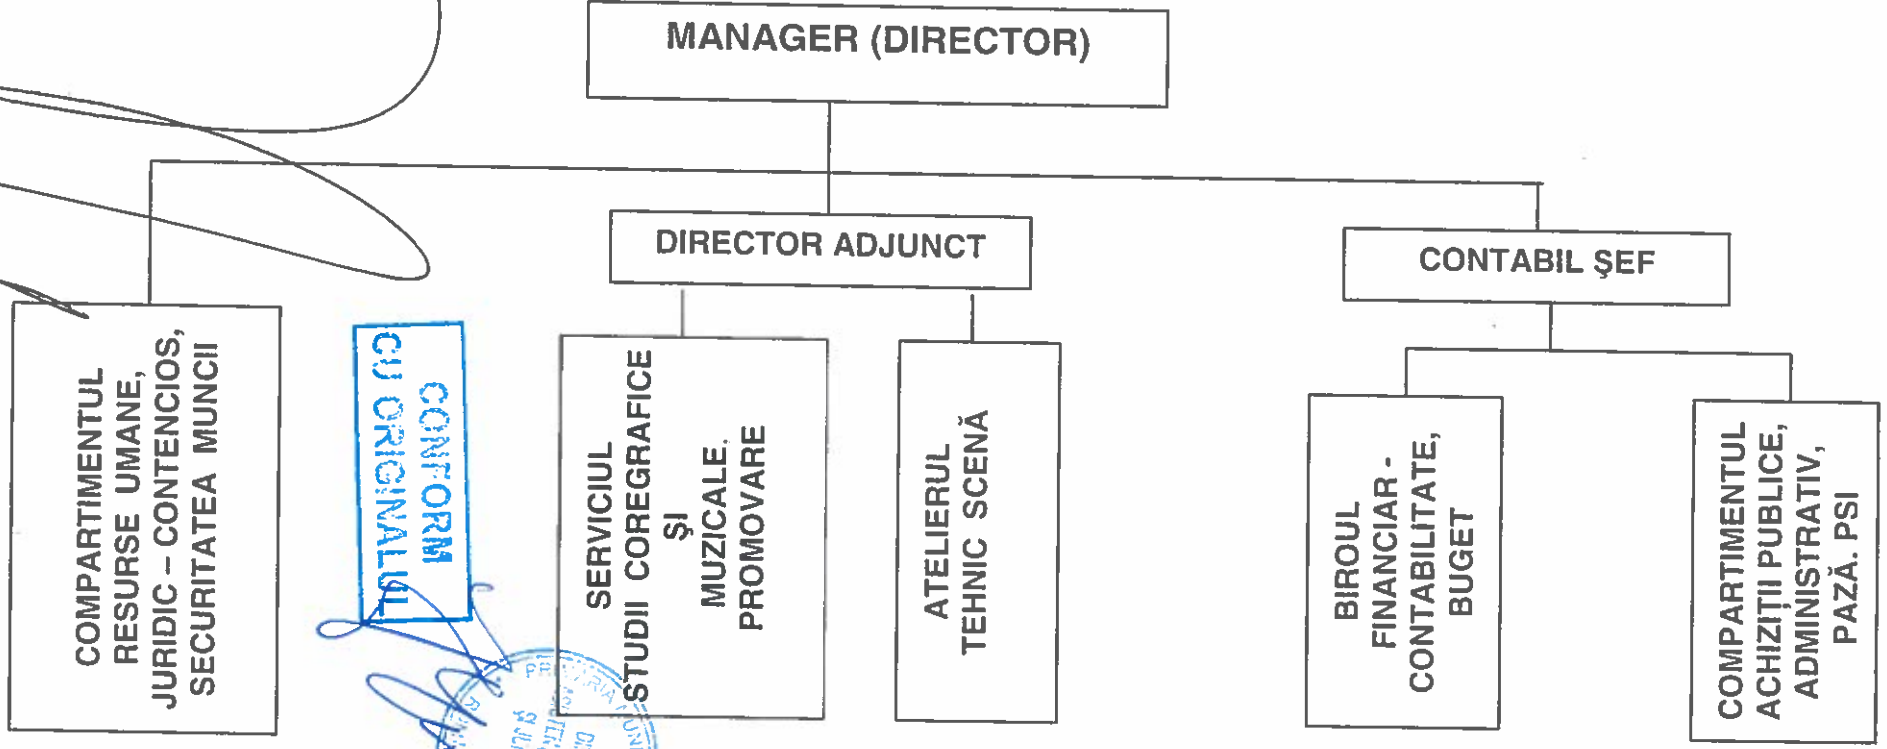 MANAGER (DIRECTOR)
DIRECTOR ADJUNCT
CONTABIL ŞEF
COMPARTIMENTUL
RESURSE UMANE,
JURIDIC – CONTENCIOS,
SECURITATEA MUNCII
CONFORM
CU ORIGINALUL
SERVICIUL
STUDII COREGRAFICE
ŞI
MUZICALE.
PROMOVARE
ATELIERUL
TEHNIC SCENĂ
BIROUL
FINANCIAR -
CONTABILITATE,
BUGET
COMPARTIMENTUL
ACHIZIŢII PUBLICE,
ADMINISTRATIV,
PAZĂ. PSI